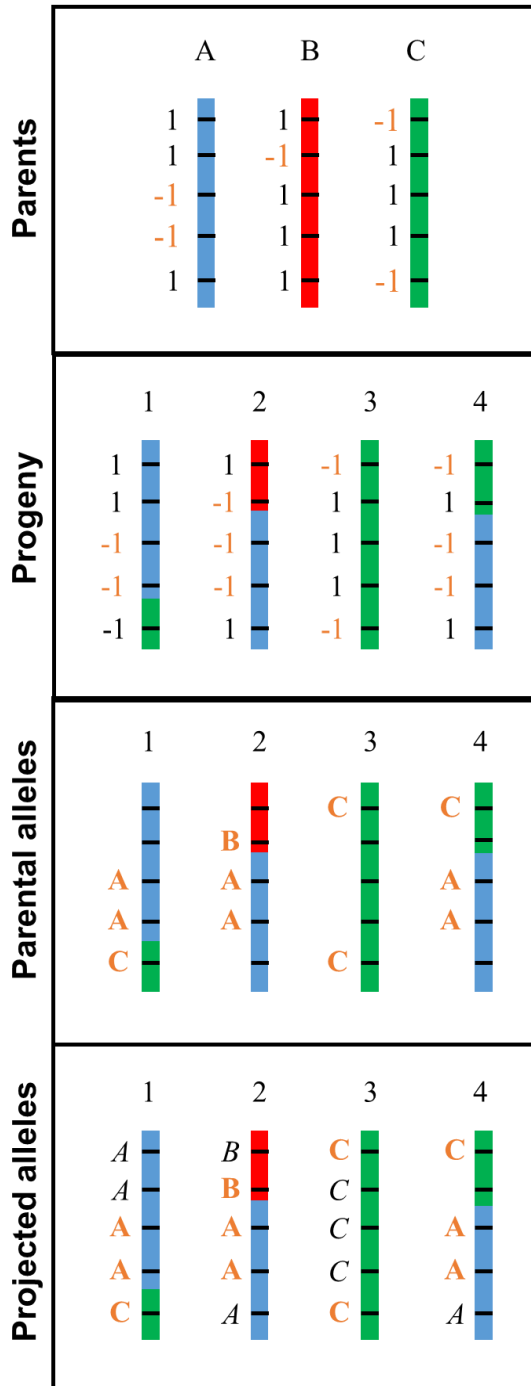 Parents
A B C
1 1 -1
1 -1 1
-1 1 1
-1 1 1
1 1 -1
Progeny
1 2 3 4
1 1 -1 -1
1 -1 1 1
-1 -1 1 -1
-1 -1 1 -1
-1 1 -1 1
Parental alleles
1 2 3 4
C C
B
A A A
A A A
C C
Projected alleles
1 2 3 4
A B C C
A B C
A A C A
A A C A
C A C A